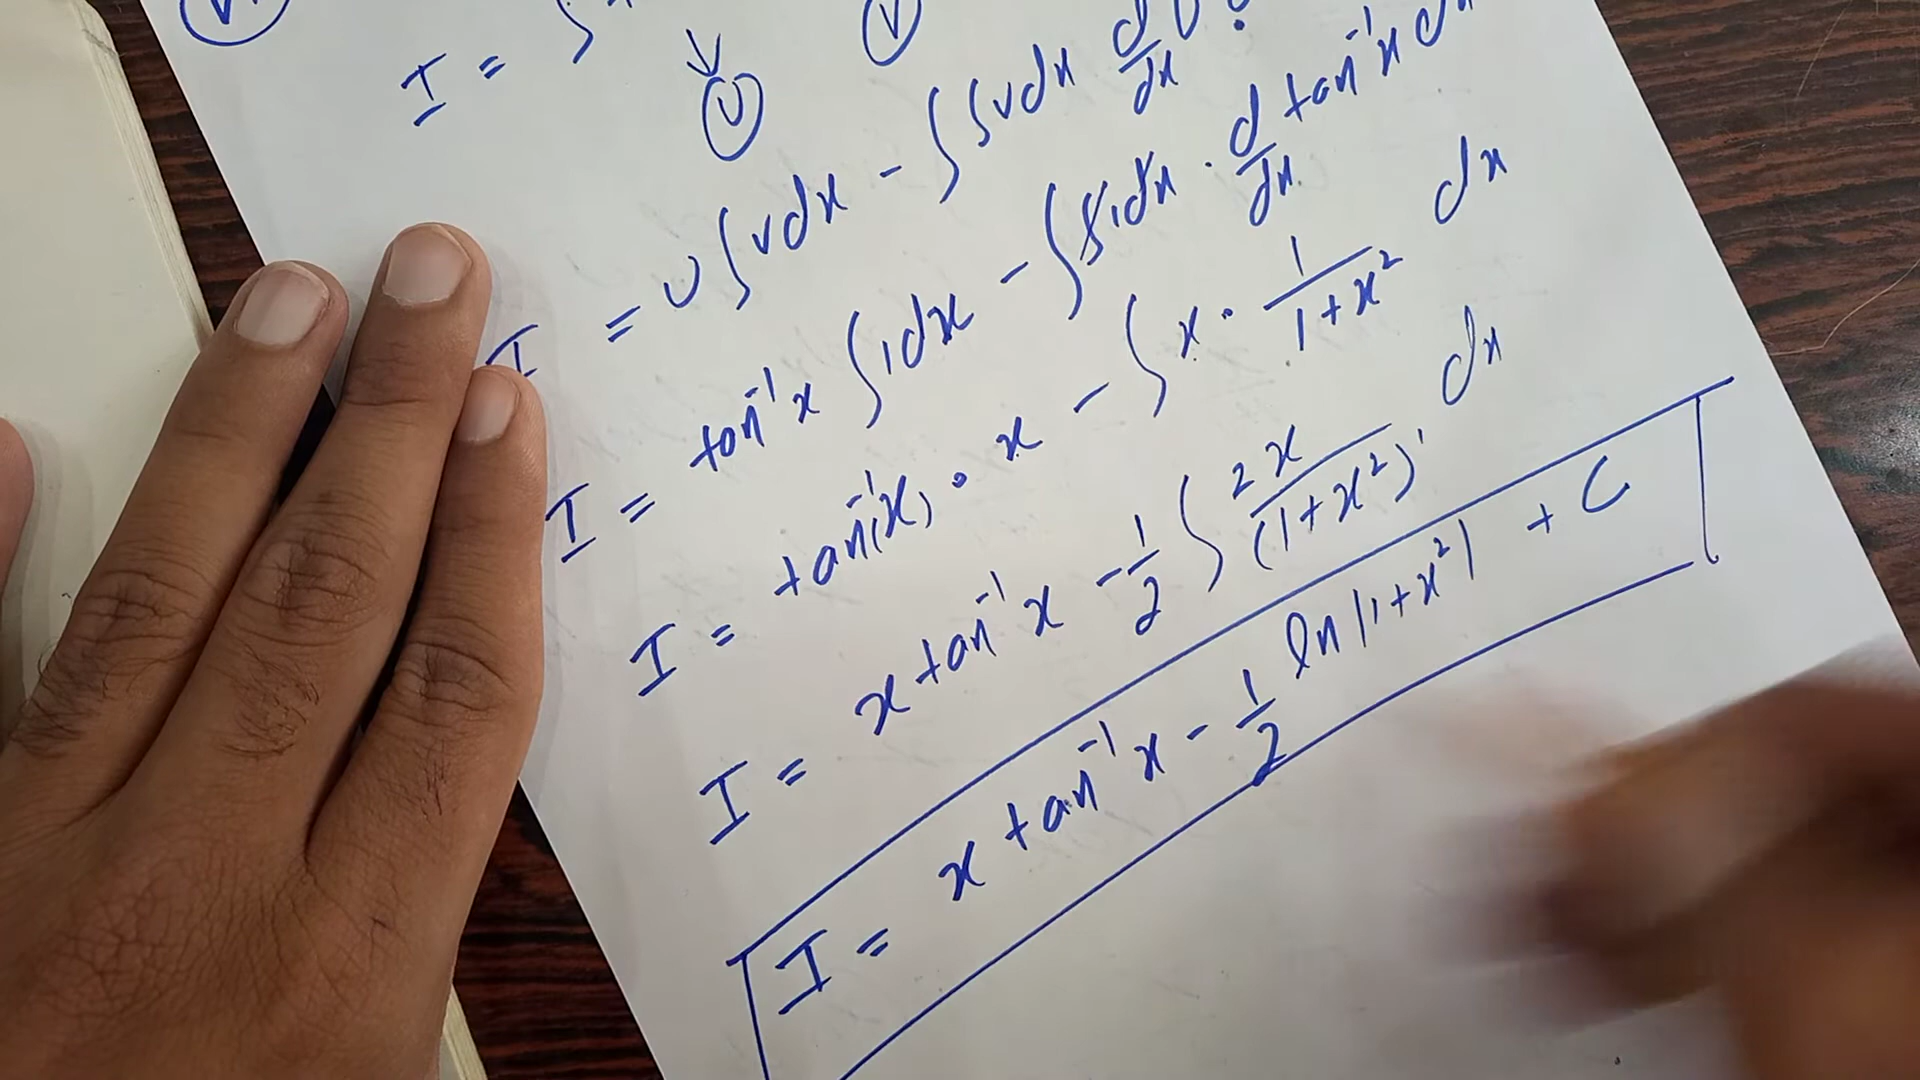 I = ∫
U V
I = U ∫ V dx - ∫ ∫ V dx d/dx U
I = tan⁻¹x ∫ 1 dx - ∫ ∫ 1 dx . d/dx tan⁻¹x dx
I = tan⁻¹(x) . x - ∫ x . 1/1+x² dx
I = x tan⁻¹x - 1/2 ∫ 2x/(1+x²) dx
I = x tan⁻¹x - 1/2 ln|1+x²| + C